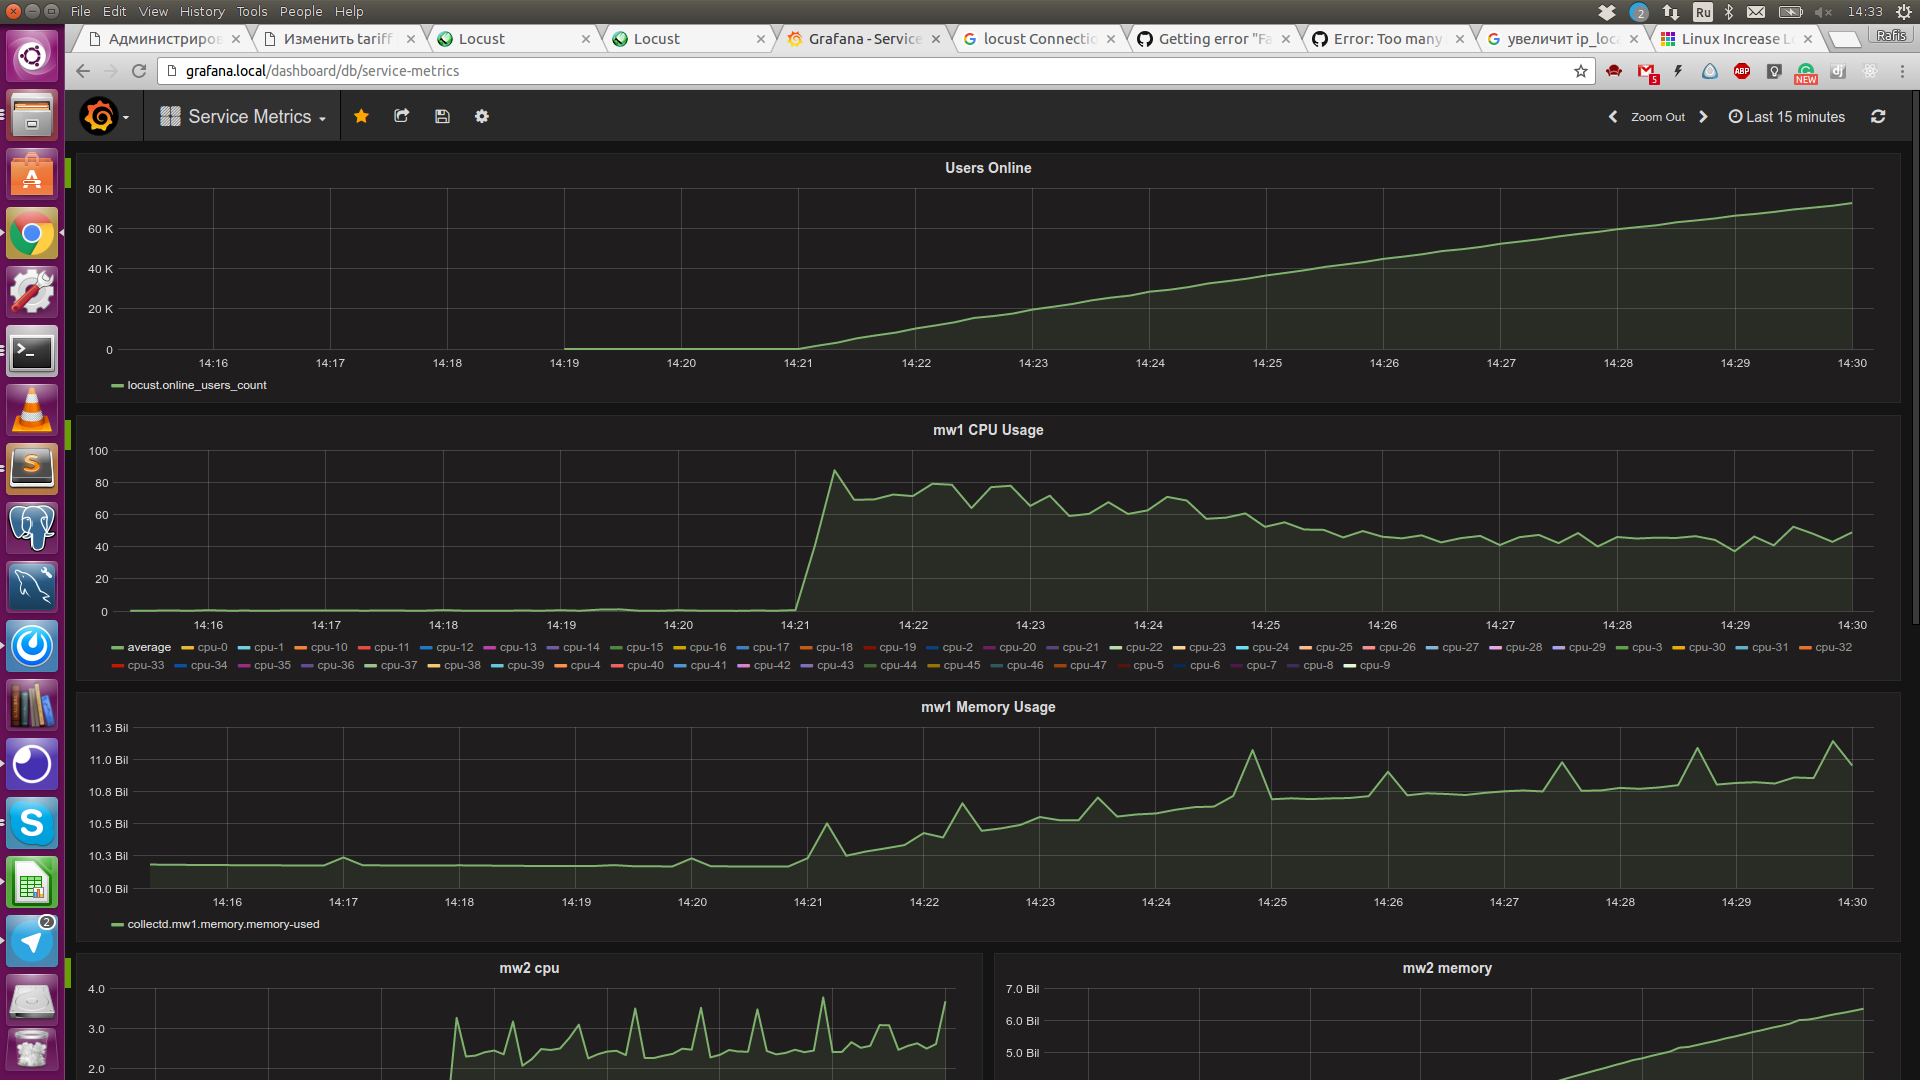 File Edit View History Tools People Help
2 Ru 14:33
Администриро Изменить tariff Locust Locust Grafana - Service locust Connectio Getting error "Fa Error: Too many увеличит ip_loca Linux Increase Lo Rafis
grafana.local/dashboard/db/service-metrics
5 ABP NEW dj
Service Metrics Zoom Out Last 15 minutes
Users Online
80 K
60 K
40 K
20 K
0
14:16 14:17 14:18 14:19 14:20 14:21 14:22 14:23 14:24 14:25 14:26 14:27 14:28 14:29 14:30
locust.online_users_count
mw1 CPU Usage
100
80
60
40
20
0
14:16 14:17 14:18 14:19 14:20 14:21 14:22 14:23 14:24 14:25 14:26 14:27 14:28 14:29 14:30
average cpu-0 cpu-1 cpu-10 cpu-11 cpu-12 cpu-13 cpu-14 cpu-15 cpu-16 cpu-17 cpu-18 cpu-19 cpu-2 cpu-20 cpu-21 cpu-22 cpu-23 cpu-24 cpu-25 cpu-26 cpu-27 cpu-28 cpu-29 cpu-3 cpu-30 cpu-31 cpu-32
cpu-33 cpu-34 cpu-35 cpu-36 cpu-37 cpu-38 cpu-39 cpu-4 cpu-40 cpu-41 cpu-42 cpu-43 cpu-44 cpu-45 cpu-46 cpu-47 cpu-5 cpu-6 cpu-7 cpu-8 cpu-9
mw1 Memory Usage
11.3 Bil
11.0 Bil
10.8 Bil
10.5 Bil
10.3 Bil
10.0 Bil
14:16 14:17 14:18 14:19 14:20 14:21 14:22 14:23 14:24 14:25 14:26 14:27 14:28 14:29 14:30
collectd.mw1.memory.memory-used
2
mw2 cpu
4.0
3.0
2.0
mw2 memory
7.0 Bil
6.0 Bil
5.0 Bil